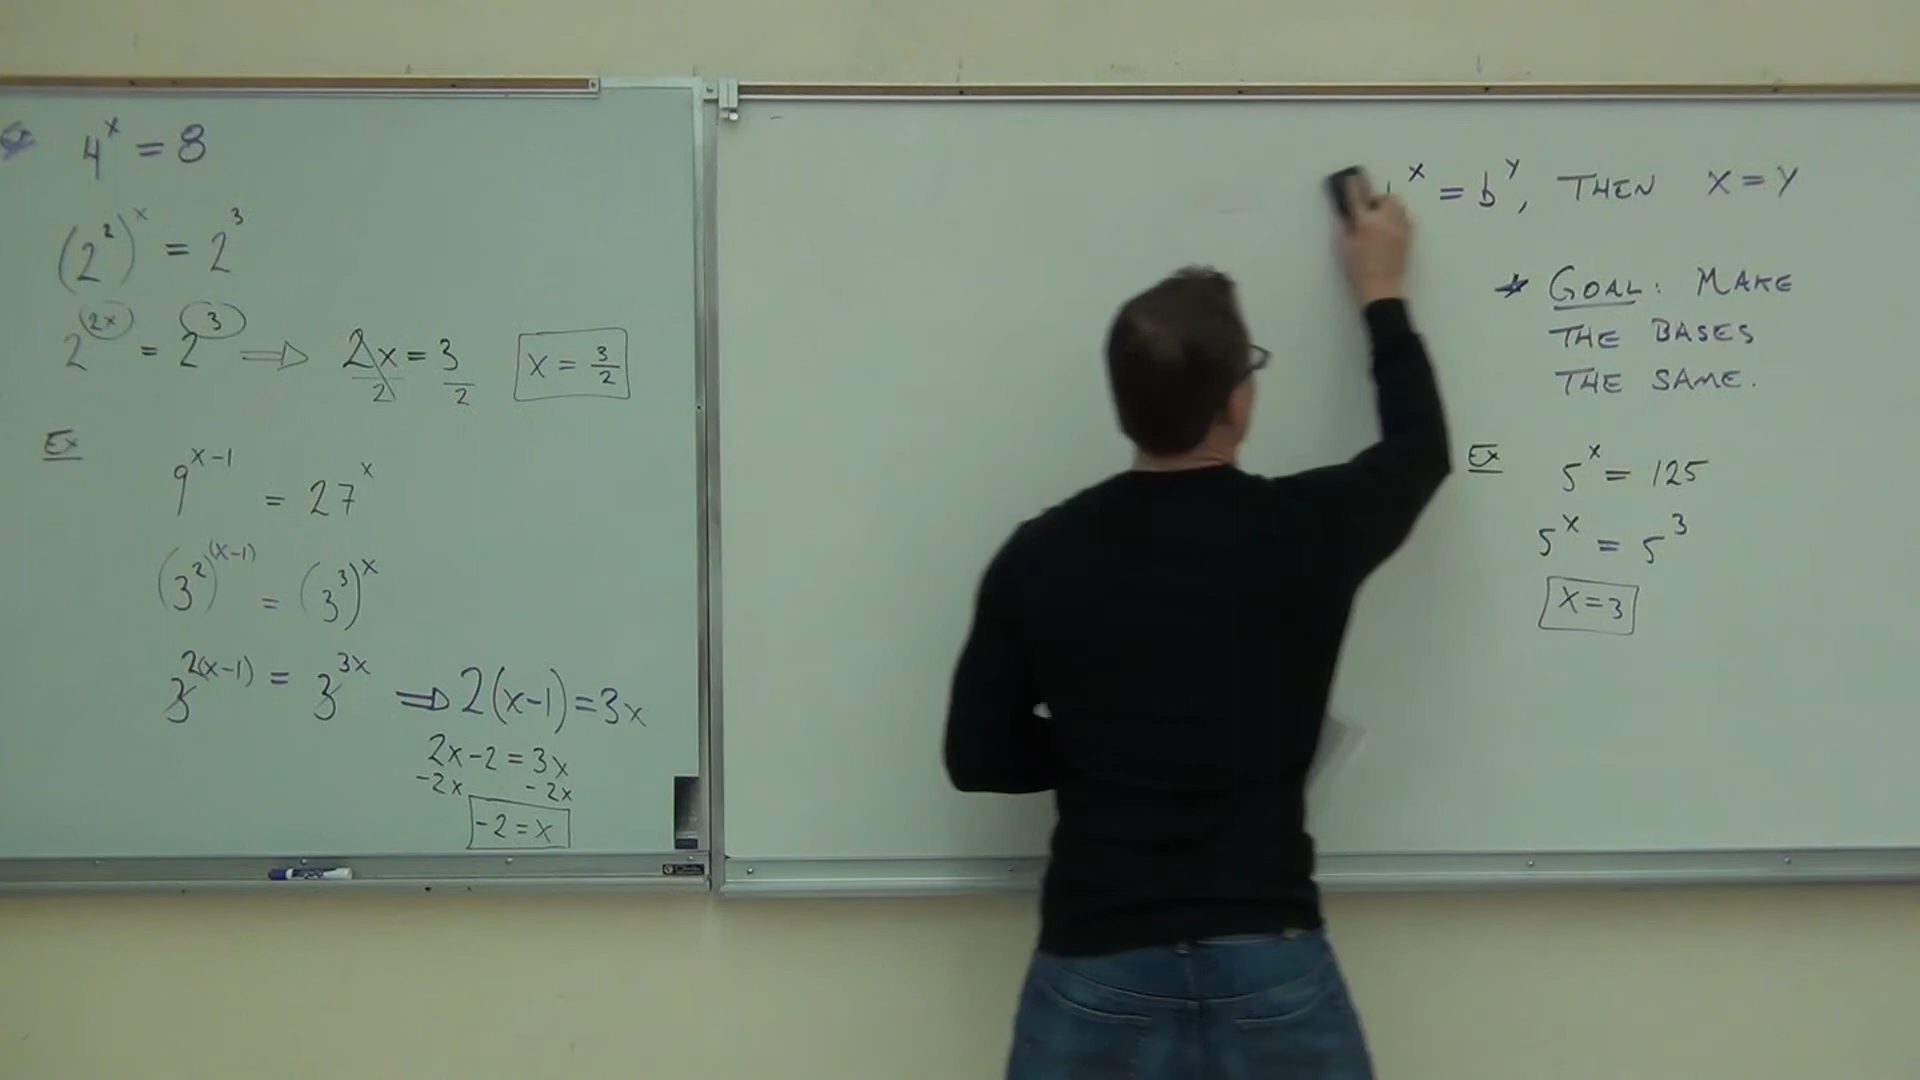 Ex 4^x = 8
(2^2)^x = 2^3
2^2x = 2^3 ⇒ 2x/2 = 3/2 x = 3/2
Ex
9^x-1 = 27^x
(3^2)^(x-1) = (3^3)^x
3^2(x-1) = 3^3x ⇒ 2(x-1)=3x
2x-2 = 3x
-2x -2x
-2 = x
^x = b^y, THEN x = y
* GOAL: MAKE
THE BASES
THE SAME.
Ex 5^x = 125
5^x = 5^3
x = 3